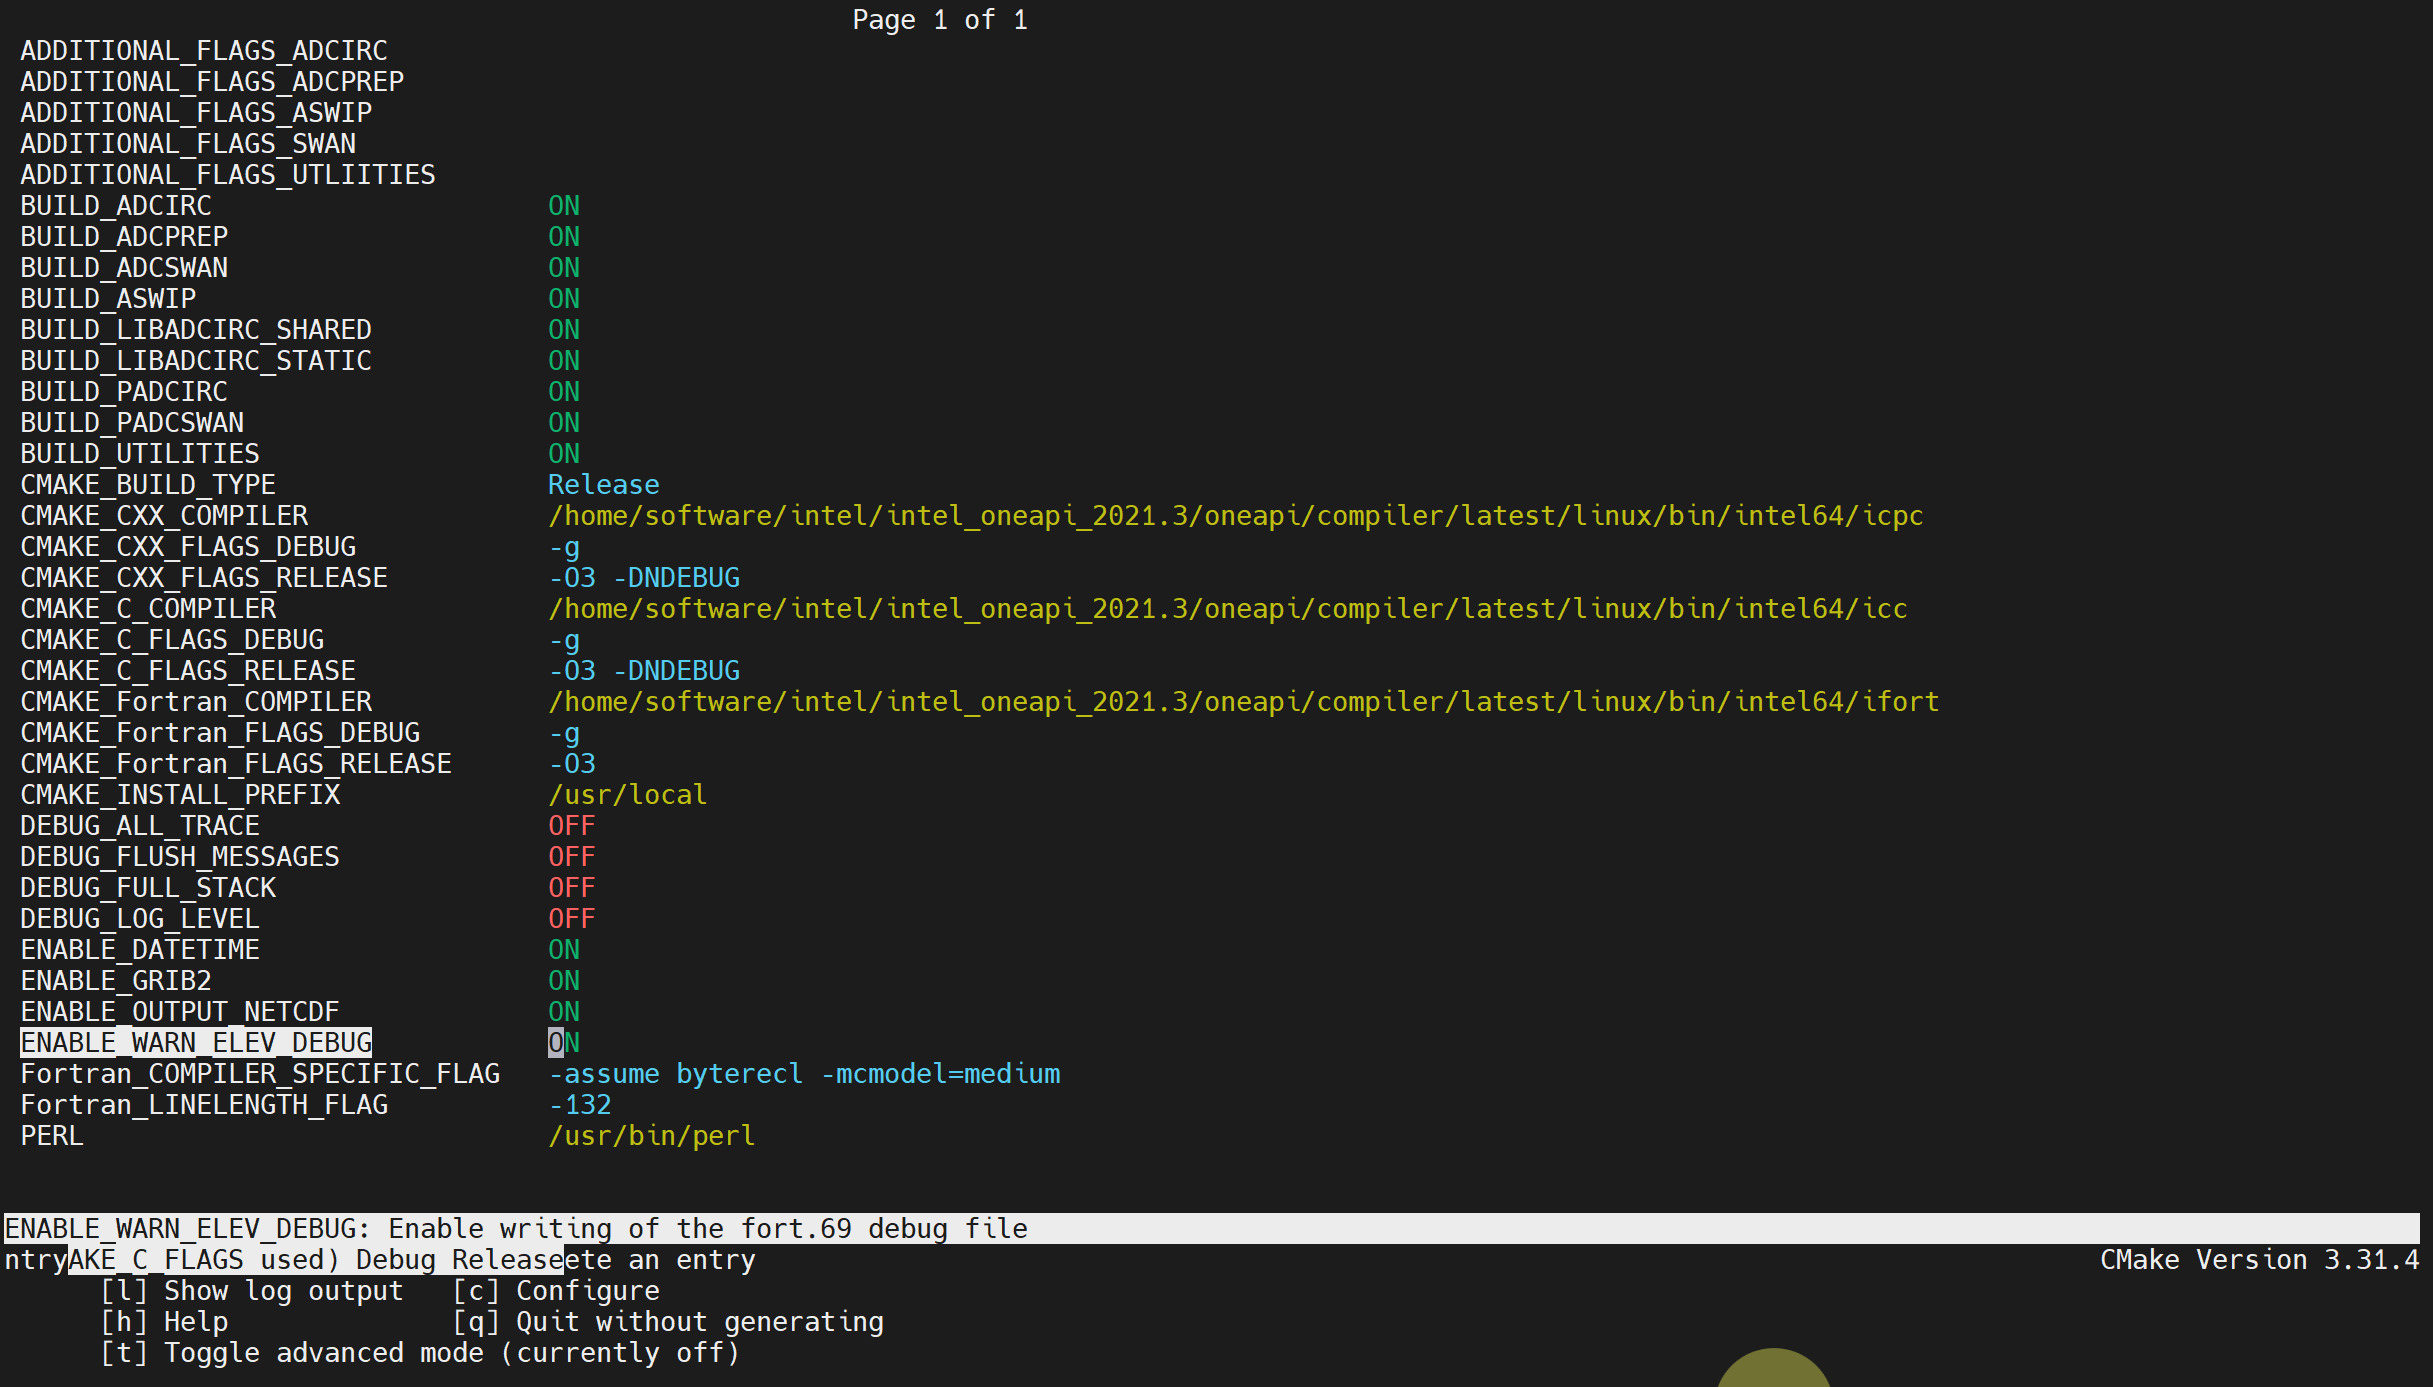 Page 1 of 1
ADDITIONAL_FLAGS_ADCIRC
ADDITIONAL_FLAGS_ADCPREP
ADDITIONAL_FLAGS_ASWIP
ADDITIONAL_FLAGS_SWAN
ADDITIONAL_FLAGS_UTLIITIES
BUILD_ADCIRC ON
BUILD_ADCPREP ON
BUILD_ADCSWAN ON
BUILD_ASWIP ON
BUILD_LIBADCIRC_SHARED ON
BUILD_LIBADCIRC_STATIC ON
BUILD_PADCIRC ON
BUILD_PADCSWAN ON
BUILD_UTILITIES ON
CMAKE_BUILD_TYPE Release
CMAKE_CXX_COMPILER /home/software/intel/intel_oneapi_2021.3/oneapi/compiler/latest/linux/bin/intel64/icpc
CMAKE_CXX_FLAGS_DEBUG -g
CMAKE_CXX_FLAGS_RELEASE -O3 -DNDEBUG
CMAKE_C_COMPILER /home/software/intel/intel_oneapi_2021.3/oneapi/compiler/latest/linux/bin/intel64/icc
CMAKE_C_FLAGS_DEBUG -g
CMAKE_C_FLAGS_RELEASE -O3 -DNDEBUG
CMAKE_Fortran_COMPILER /home/software/intel/intel_oneapi_2021.3/oneapi/compiler/latest/linux/bin/intel64/ifort
CMAKE_Fortran_FLAGS_DEBUG -g
CMAKE_Fortran_FLAGS_RELEASE -O3
CMAKE_INSTALL_PREFIX /usr/local
DEBUG_ALL_TRACE OFF
DEBUG_FLUSH_MESSAGES OFF
DEBUG_FULL_STACK OFF
DEBUG_LOG_LEVEL OFF
ENABLE_DATETIME ON
ENABLE_GRIB2 ON
ENABLE_OUTPUT_NETCDF ON
ENABLE_WARN_ELEV_DEBUG ON
Fortran_COMPILER_SPECIFIC_FLAG -assume byterecl -mcmodel=medium
Fortran_LINELENGTH_FLAG -132
PERL /usr/bin/perl
ENABLE_WARN_ELEV_DEBUG: Enable writing of the fort.69 debug file
ntryAKE_C_FLAGS used) Debug Releaseete an entry CMake Version 3.31.4
[l] Show log output [c] Configure
[h] Help [q] Quit without generating
[t] Toggle advanced mode (currently off)